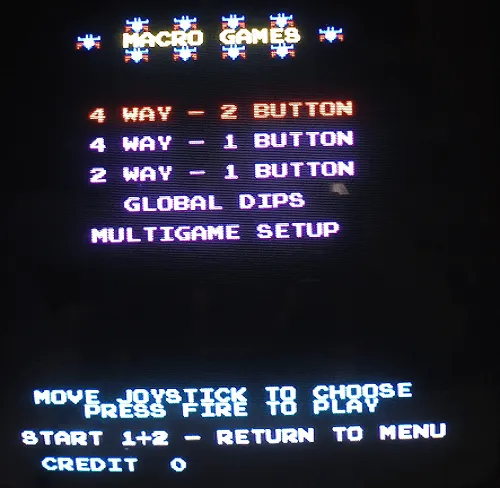 MACRO GAMES
4 WAY - 2 BUTTON
4 WAY - 1 BUTTON
2 WAY - 1 BUTTON
GLOBAL DIPS
MULTIGAME SETUP
MOVE JOYSTICK TO CHOOSE
PRESS FIRE TO PLAY
START 1+2 - RETURN TO MENU
CREDIT 0